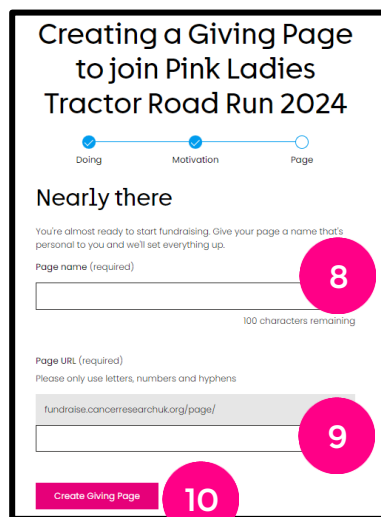 Creating a Giving Page
to join Pink Ladies
Tractor Road Run 2024
Doing Motivation Page
Nearly there
You're almost ready to start fundraising. Give your page a name that's
personal to you and we'll set everything up.
Page name (required)
8
100 characters remaining
Page URL (required)
Please only use letters, numbers and hyphens
fundraise.cancerresearchuk.org/page/
9
Create Giving Page
10